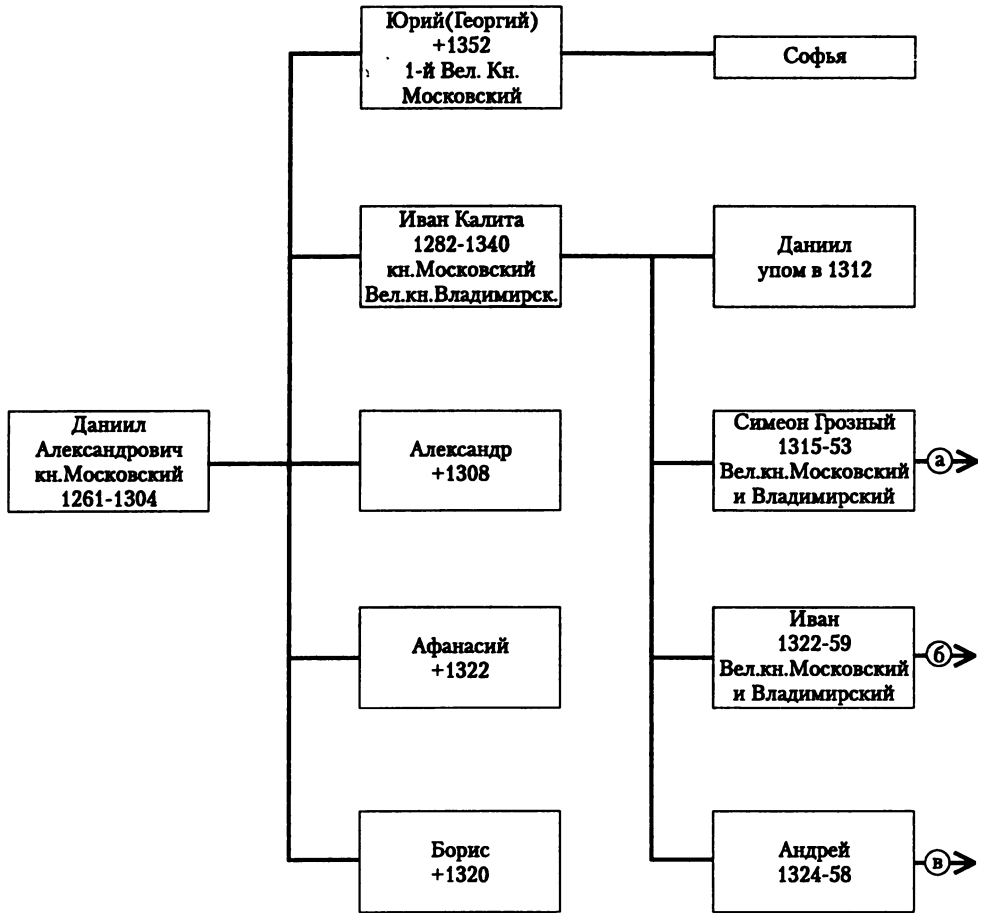 Юрий(Георгий)
+1352
1-й Вел. Кн.
Московский
Софья
Иван Калита
1282-1340
кн.Московский
Вел.кн.Владимирск.
Даниил
упом в 1312
Даниил
Александрович
кн.Московский
1261-1304
Александр
+1308
Симеон Грозный
1315-53
Вел.кн.Московский
и Владимирский
а
Афанасий
+1322
Иван
1322-59
Вел.кн.Московский
и Владимирский
б
Борис
+1320
Андрей
1324-58
в